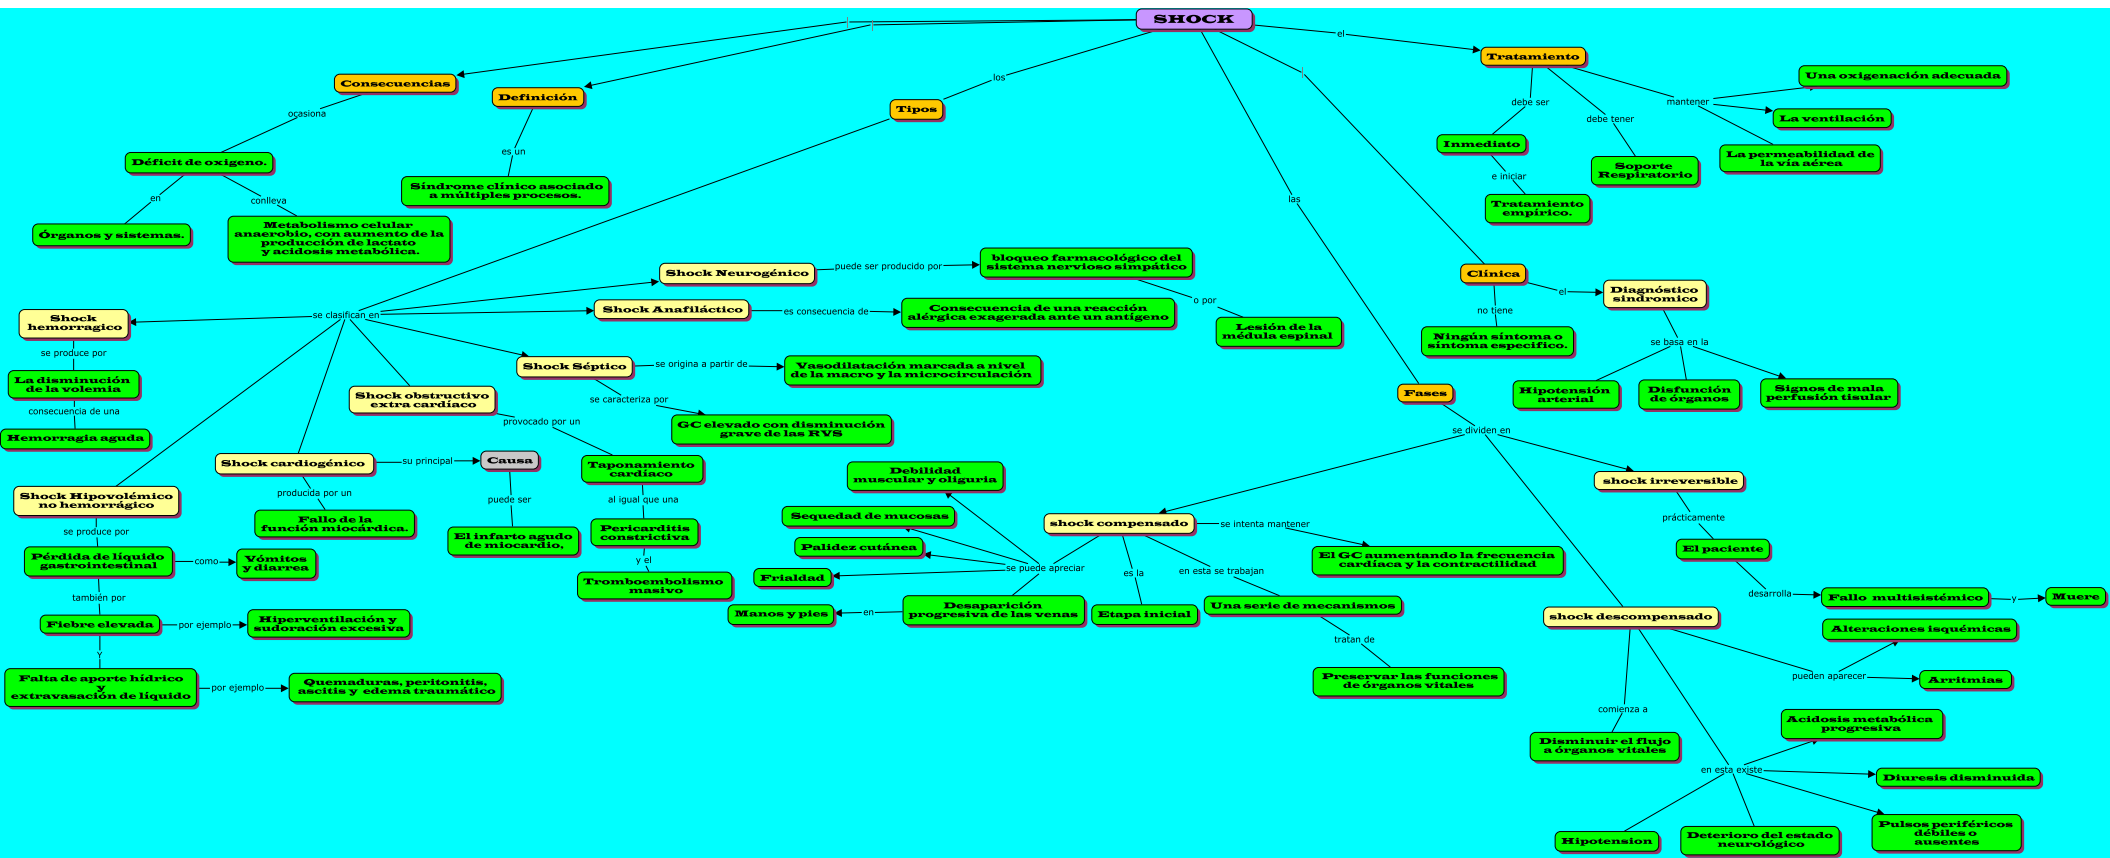 SHOCK
el
Tratamiento
Consecuencias
Definición
Tipos
los
ocasiona
Déficit de oxigeno.
en
conlleva
Órganos y sistemas.
Metabolismo celular
anaerobio, con aumento de la
producción de lactato
y acidosis metabólica.
es un
Síndrome clínico asociado
a múltiples procesos.
debe ser
Inmediato
e iniciar
Tratamiento
empírico.
debe tener
Soporte
Respiratorio
mantener
Una oxigenación adecuada
La ventilación
La permeabilidad de
la vía aérea
las
Clínica
el
Diagnóstico
sindromico
no tiene
Ningún síntoma o
síntoma especifico.
se basa en la
Hipotensión
arterial
Disfunción
de órganos
Signos de mala
perfusión tisular
se clasifican en
Shock Neurogénico
puede ser producido por
bloqueo farmacológico del
sistema nervioso simpático
o por
Lesión de la
médula espinal
Shock Anafiláctico
es consecuencia de
Consecuencia de una reacción
alérgica exagerada ante un antígeno
Shock
hemorragico
se produce por
La disminución
de la volemia
consecuencia de una
Hemorragia aguda
Shock Séptico
se origina a partir de
Vasodilatación marcada a nivel
de la macro y la microcirculación
se caracteriza por
GC elevado con disminución
grave de las RVS
Shock obstructivo
extra cardíaco
provocado por un
Taponamiento
cardíaco
al igual que una
Pericarditis
constrictiva
y el
Tromboembolismo
masivo
Shock cardiogénico
su principal
Causa
puede ser
El infarto agudo
de miocardio,
producida por un
Fallo de la
función miocárdica.
Shock Hipovolémico
no hemorrágico
se produce por
Pérdida de líquido
gastrointestinal
como
Vómitos
y diarrea
también por
Fiebre elevada
por ejemplo
Hiperventilación y
sudoración excesiva
Y
Falta de aporte hídrico
y
extravasación de líquido
por ejemplo
Quemaduras, peritonitis,
ascitis y edema traumático
Fases
se dividen en
shock irreversible
prácticamente
El paciente
desarrolla
Fallo multisistémico
y
Muere
shock compensado
se intenta mantener
El GC aumentando la frecuencia
cardíaca y la contractilidad
se puede apreciar
Debilidad
muscular y oliguria
Sequedad de mucosas
Palidez cutánea
Frialdad
Desaparición
progresiva de las venas
en
Manos y pies
es la
Etapa inicial
en esta se trabajan
Una serie de mecanismos
tratan de
Preservar las funciones
de órganos vitales
shock descompensado
pueden aparecer
Alteraciones isquémicas
Arritmias
comienza a
Disminuir el flujo
a órganos vitales
en esta existe
Acidosis metabólica
progresiva
Diuresis disminuida
Pulsos periféricos
débiles o
ausentes
Deterioro del estado
neurológico
Hipotension